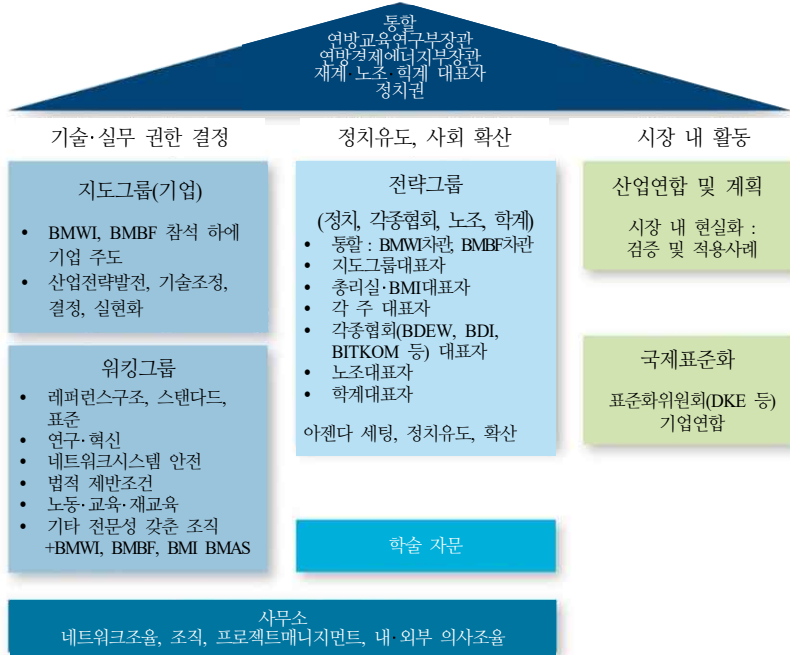 통할
연방교육연구부장관
연방경제에너지부장관
재계·노조·학계 대표자
정치권
기술·실무 권한 결정
지도그룹(기업)
• BMWI, BMBF 참석 하에
기업 주도
• 산업전략발전, 기술조정,
결정, 실현화
워킹그룹
• 레퍼런스구조, 스탠다드,
표준
• 연구·혁신
• 네트워크시스템 안전
• 법적 제반조건
• 노동·교육·재교육
• 기타 전문성 갖춘 조직
+BMWI, BMBF, BMI BMAS
정치유도, 사회 확산
전략그룹
(정치, 각종협회, 노조, 학계)
• 통할 : BMWI차관, BMBF차관
• 지도그룹대표자
• 총리실·BMI대표자
• 각 주 대표자
• 각종협회(BDEW, BDI,
BITKOM 등) 대표자
• 노조대표자
• 학계대표자
아젠다 세팅, 정치유도, 확산
학술 자문
시장 내 활동
산업연합 및 계획
시장 내 현실화 :
검증 및 적용사례
국제표준화
표준화위원회(DKE 등)
기업연합
사무소
네트워크조율, 조직, 프로젝트매니지먼트, 내·외부 의사조율